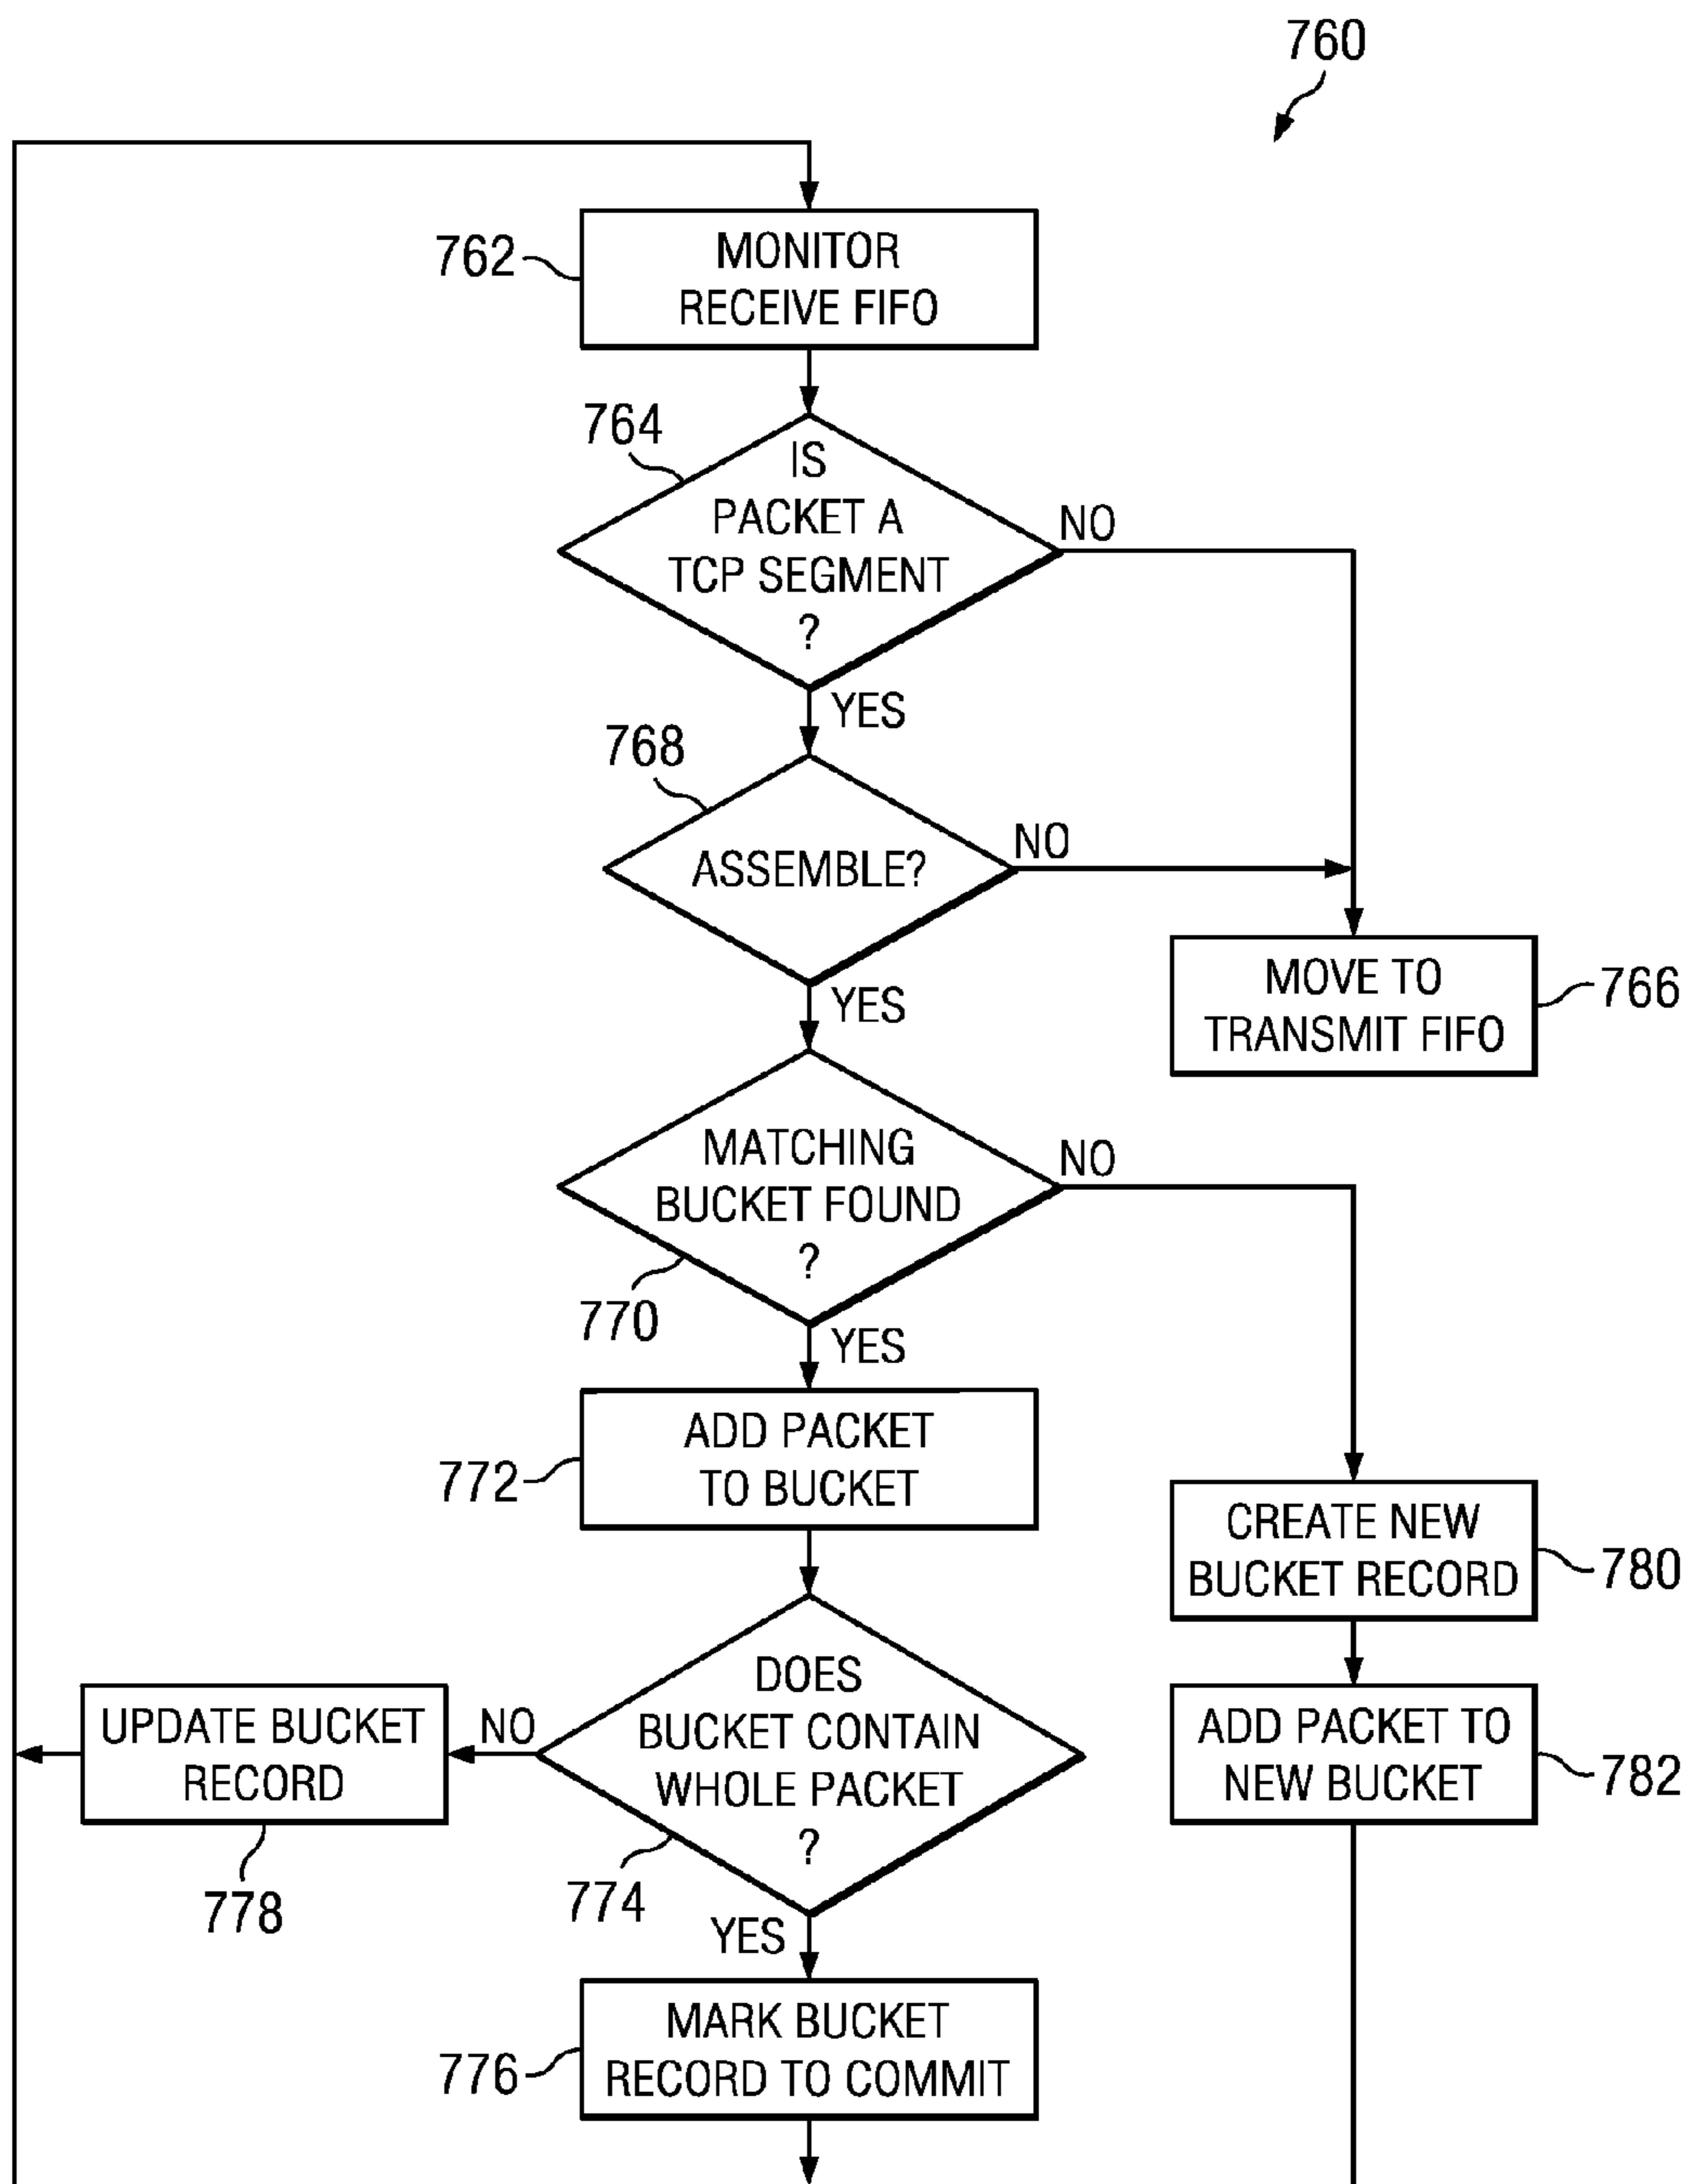 760
762
MONITOR
RECEIVE FIFO
764
IS
PACKET A
TCP SEGMENT
?
NO
YES
768
ASSEMBLE?
NO
YES
MOVE TO
TRANSMIT FIFO
766
MATCHING
BUCKET FOUND
?
NO
770
YES
772
ADD PACKET
TO BUCKET
CREATE NEW
BUCKET RECORD
780
DOES
BUCKET CONTAIN
WHOLE PACKET
?
NO
UPDATE BUCKET
RECORD
778
774
YES
ADD PACKET TO
NEW BUCKET
782
776
MARK BUCKET
RECORD TO COMMIT